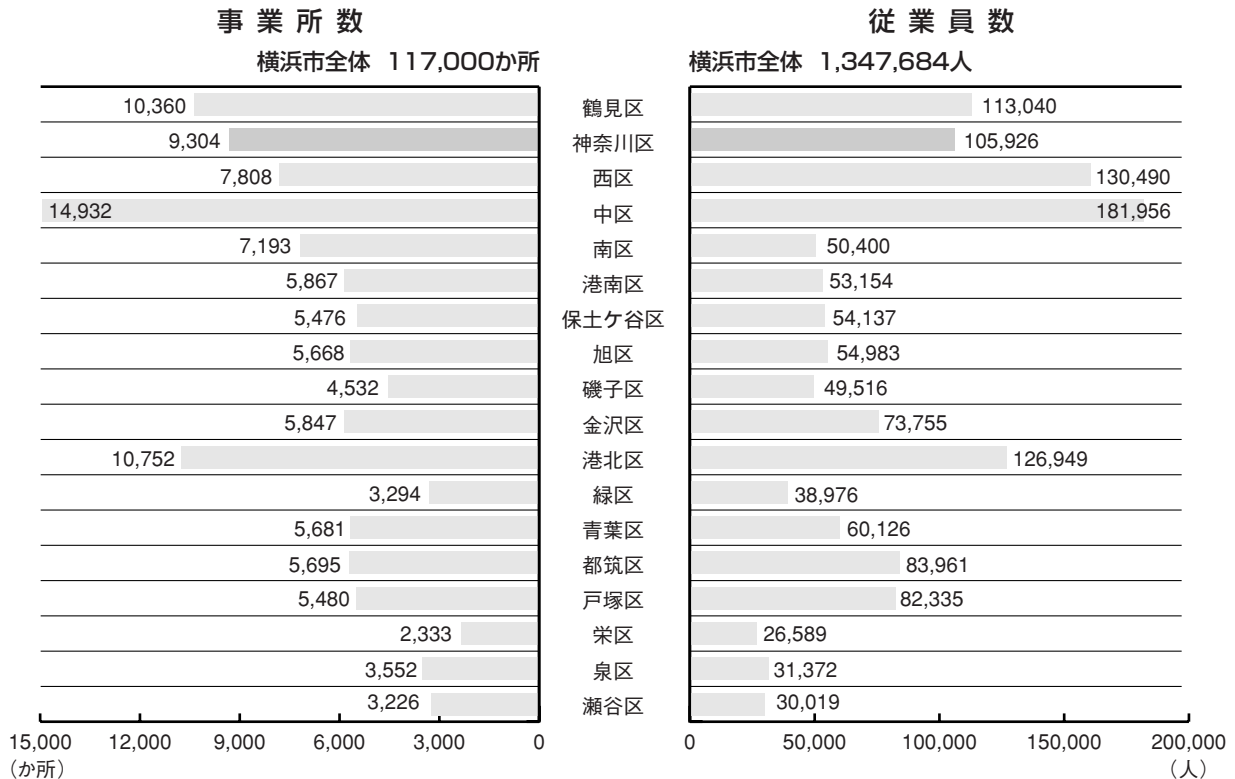 事業所数
横浜市全体 117,000か所
従業員数
横浜市全体 1,347,684人
10,360 鶴見区 113,040
9,304 神奈川区 105,926
7,808 西区 130,490
14,932 中区 181,956
7,193 南区 50,400
5,867 港南区 53,154
5,476 保土ケ谷区 54,137
5,668 旭区 54,983
4,532 磯子区 49,516
5,847 金沢区 73,755
10,752 港北区 126,949
3,294 緑区 38,976
5,681 青葉区 60,126
5,695 都筑区 83,961
5,480 戸塚区 82,335
2,333 栄区 26,589
3,552 泉区 31,372
3,226 瀬谷区 30,019
15,000 12,000 9,000 6,000 3,000 0
（か所）
0 50,000 100,000 150,000 200,000
（人）